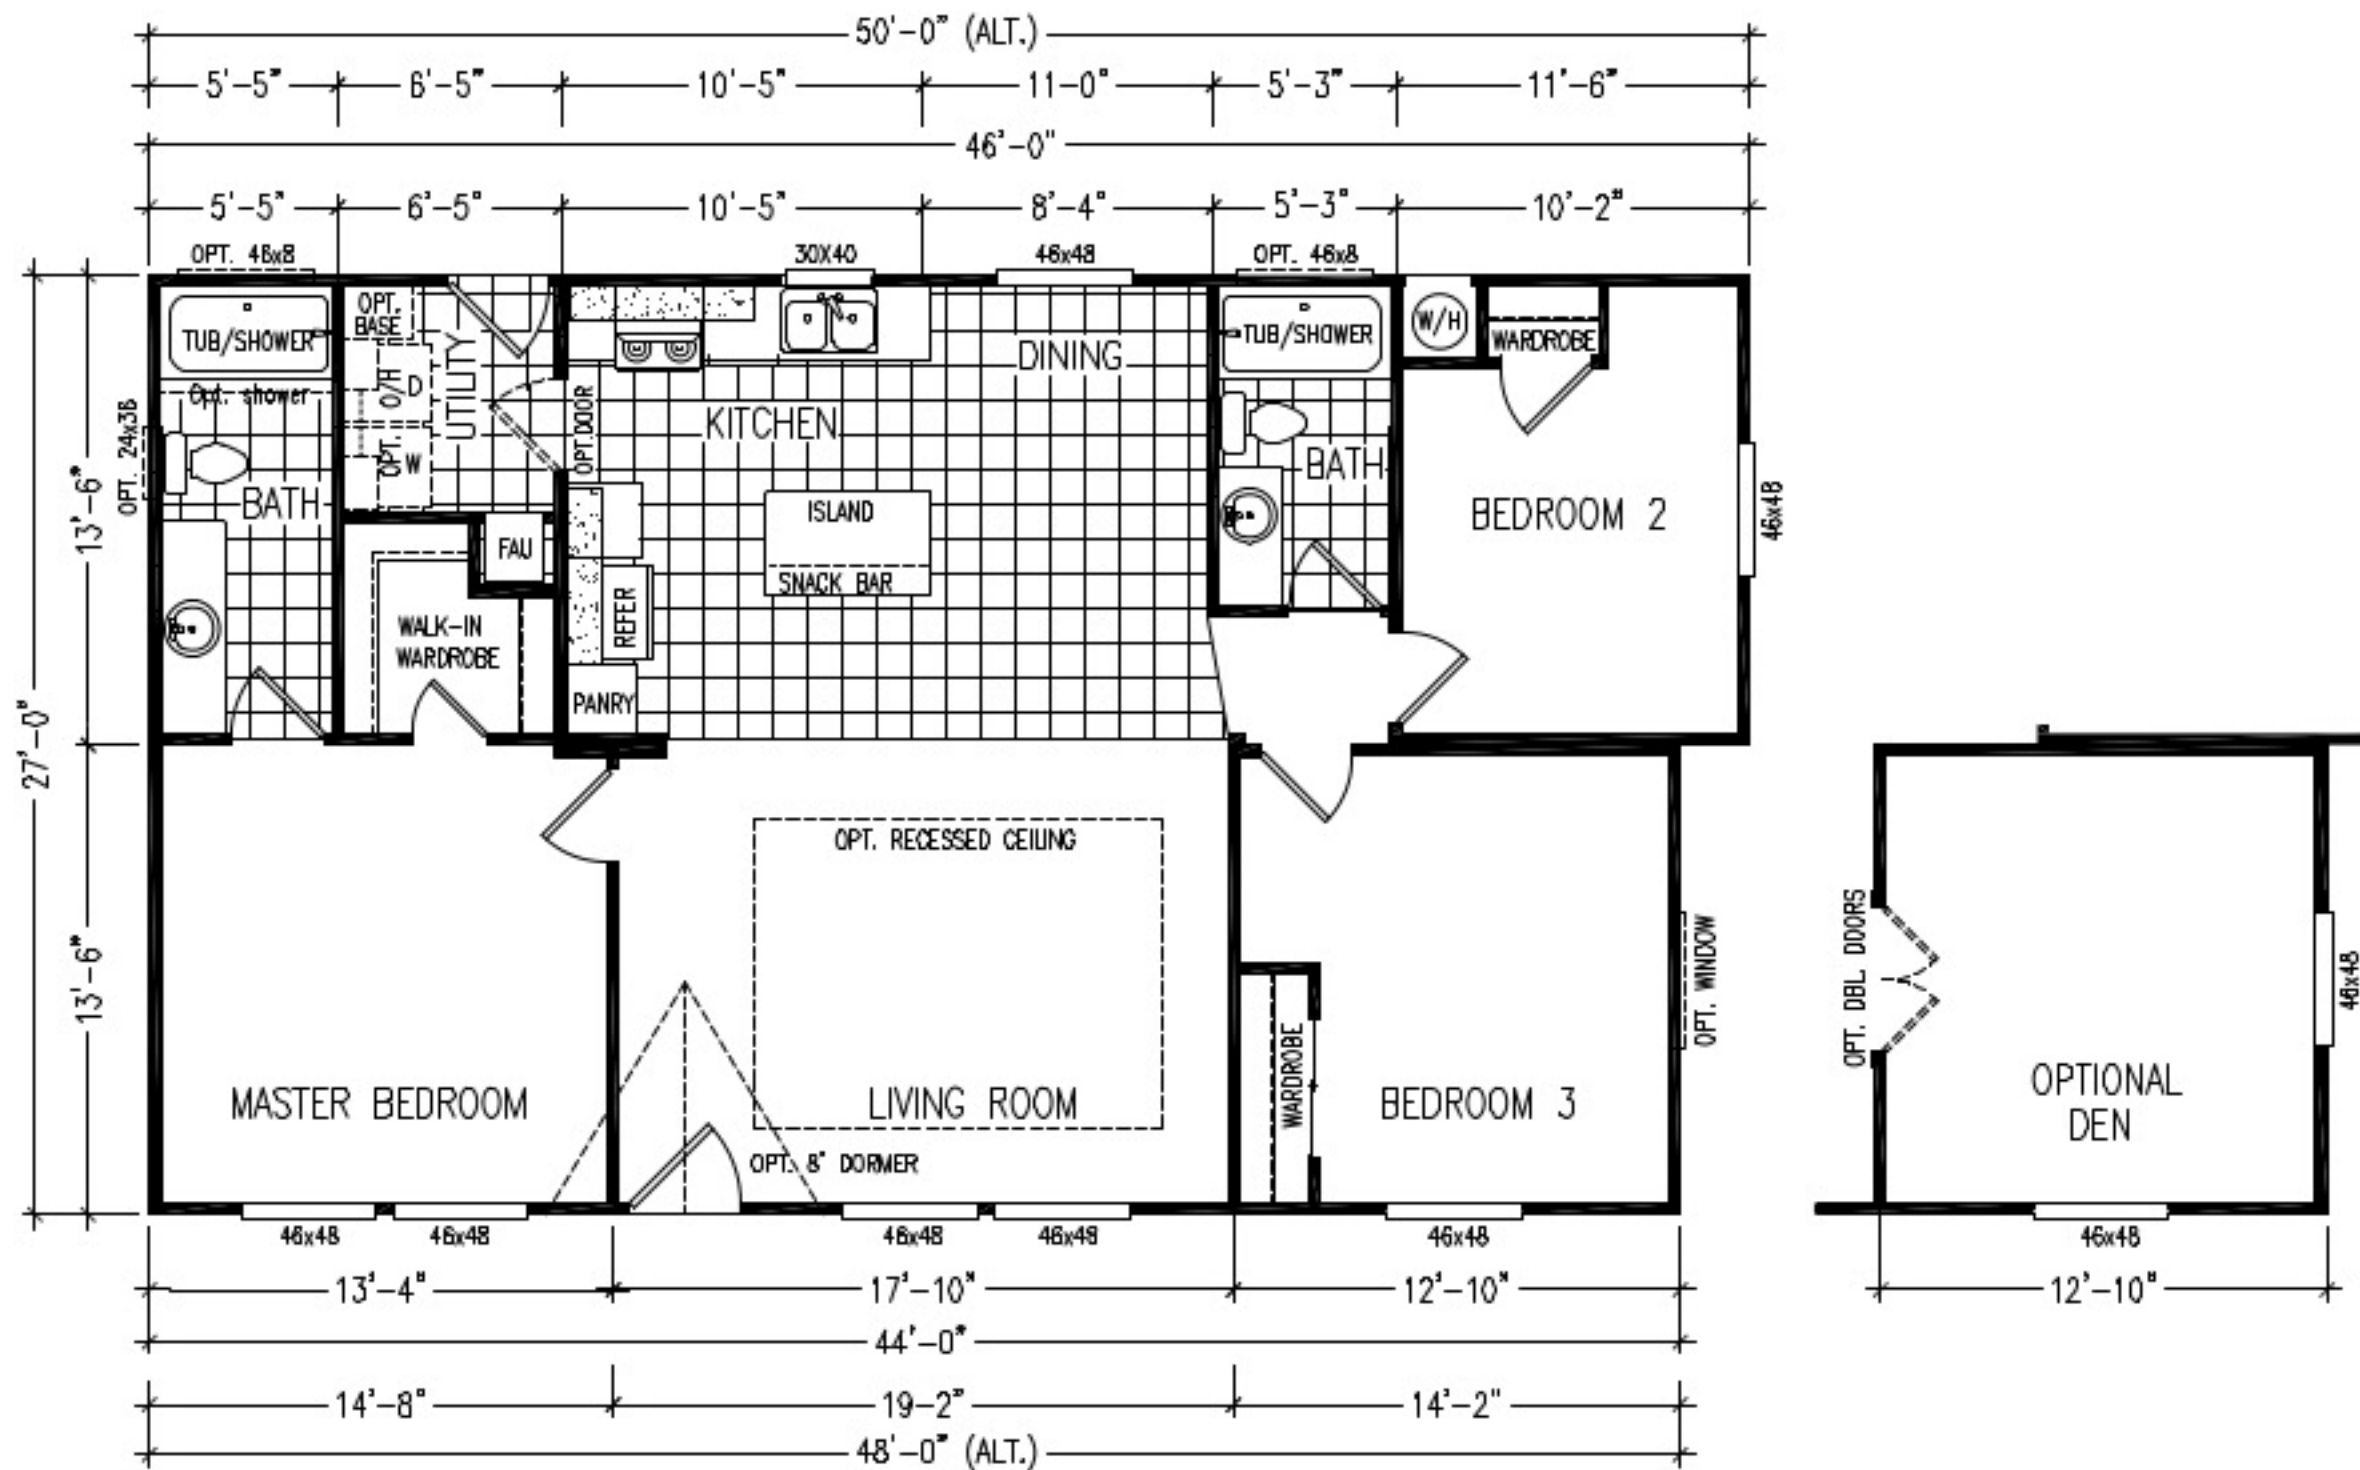 50'-0" (ALT.)
5'-5" 6'-5" 10'-5" 11-0" 5'-3" 11'-6"
46'-0"
5'-5" 6'-5" 10'-5" 8'-4" 5'-3" 10'-2"
OPT. 46x8 30X40 46x48 OPT. 46x8
OPT.
BASE
TUB/SHOWER
Opt. shower
OPT. 24x36
BATH
OPT. O/H
D
W
UTILITY
OPT.DOOR
KITCHEN
DINING
ISLAND
SNACK BAR
FAU
REFER
PANRY
WALK-IN
WARDROBE
TUB/SHOWER
BATH
W/H
WARDROBE
BEDROOM 2
46x48
13'-6"
27'-0"
13'-6"
MASTER BEDROOM
OPT. RECESSED CEILING
LIVING ROOM
OPT. 8' DORMER
WARDROBE
BEDROOM 3
OPT. WINDOW
OPT. DBL DOORS
OPTIONAL
DEN
46x48
46x48 46x48 46x48 46x48 46x48 46x48
13'-4" 17'-10" 12'-10" 12'-10"
44'-0"
14'-8" 19-2" 14'-2"
48'-0" (ALT.)